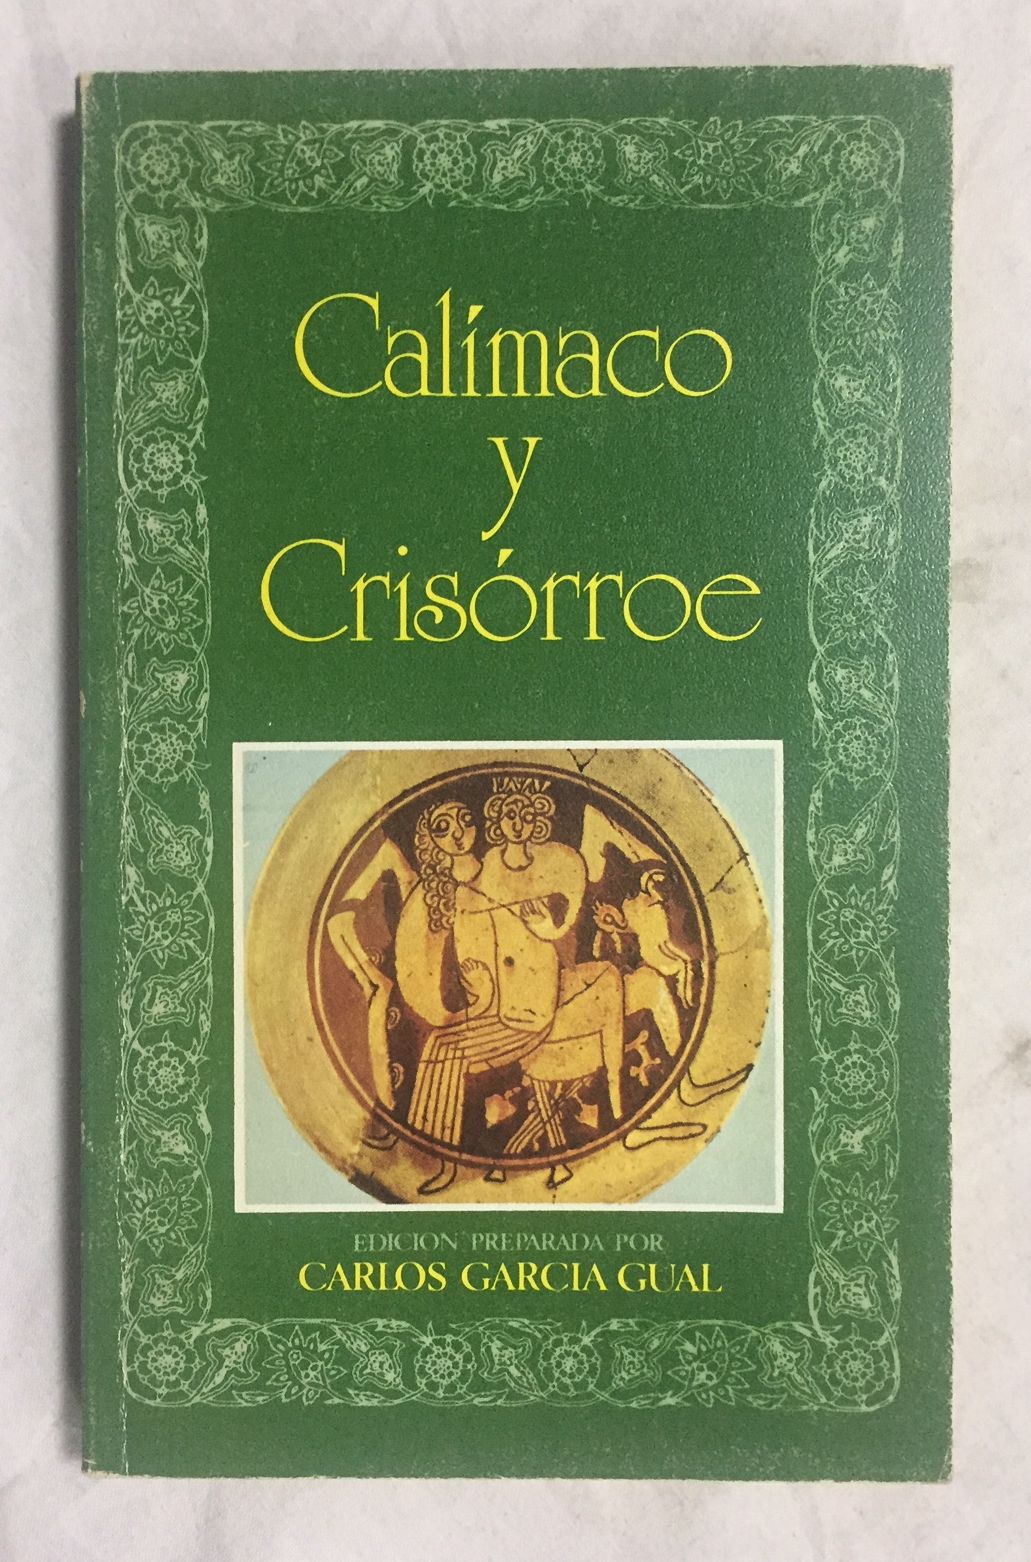 Calímaco
y
Crisórroe
EDICION PREPARADA POR
CARLOS GARCIA GUAL